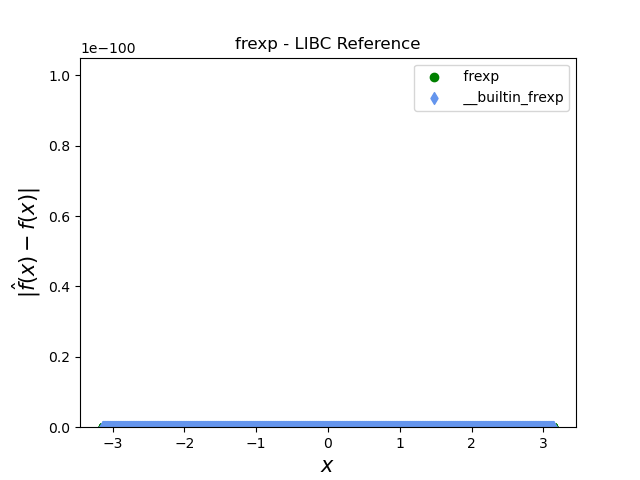 frexp - LIBC Reference
1e−100
1.0
0.8
0.6
0.4
0.2
0.0
|f̂(x) − f(x)|
frexp
__builtin_frexp
−3
−2
−1
0
1
2
3
x